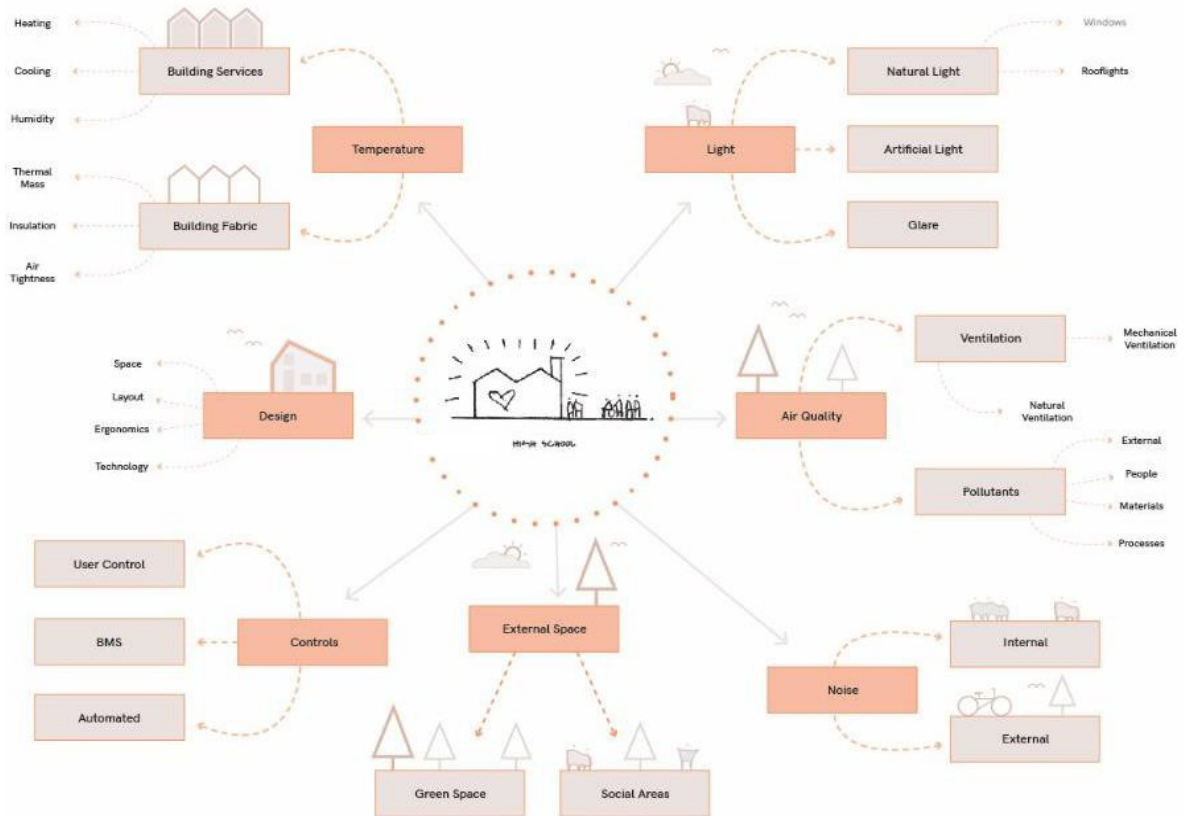 Heating
Cooling
Humidity
Building Services
Thermal
Mass
Insulation
Air
Tightness
Building Fabric
Temperature
Light
Natural Light
Windows
Rooflights
Artificial Light
Glare
Space
Layout
Ergonomics
Technology
Design
HIGH SCHOOL
Air Quality
Ventilation
Mechanical
Ventilation
Natural
Ventilation
Pollutants
External
People
Materials
Processes
User Control
BMS
Automated
Controls
External Space
Green Space
Social Areas
Noise
Internal
External